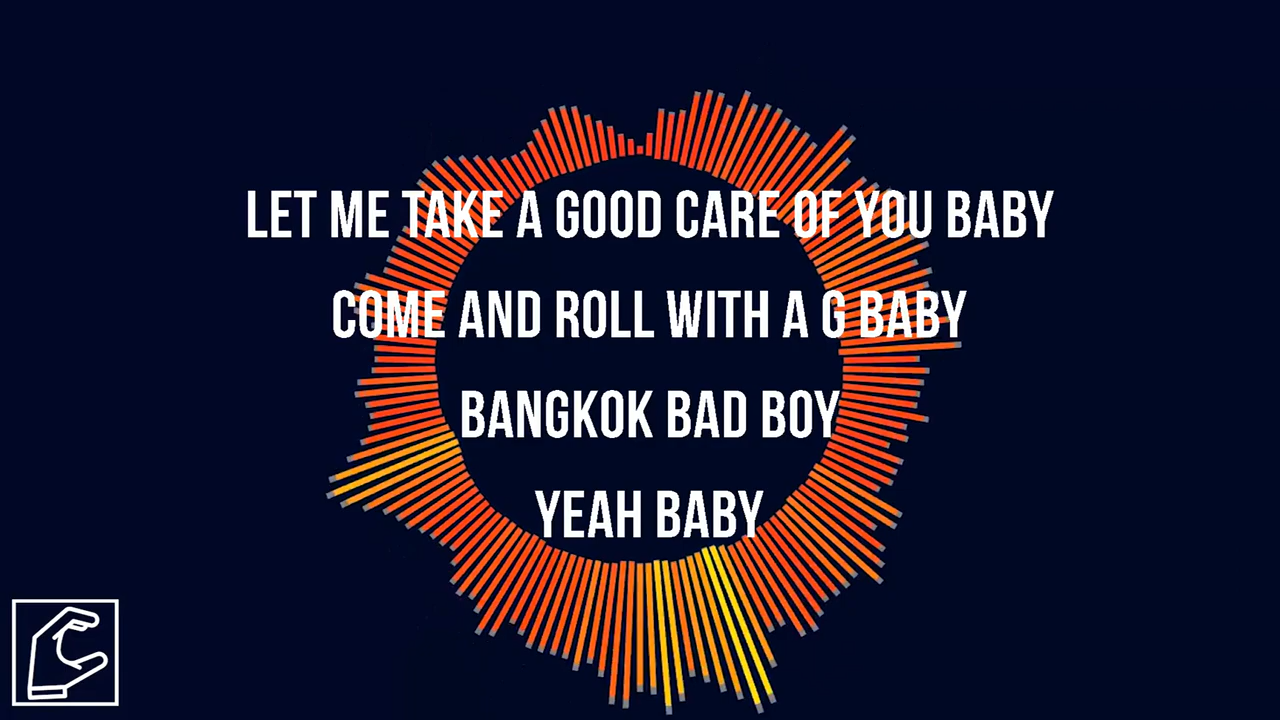 LET ME TAKE A GOOD CARE OF YOU BABY
COME AND ROLL WITH A G BABY
BANGKOK BAD BOY
YEAH BABY